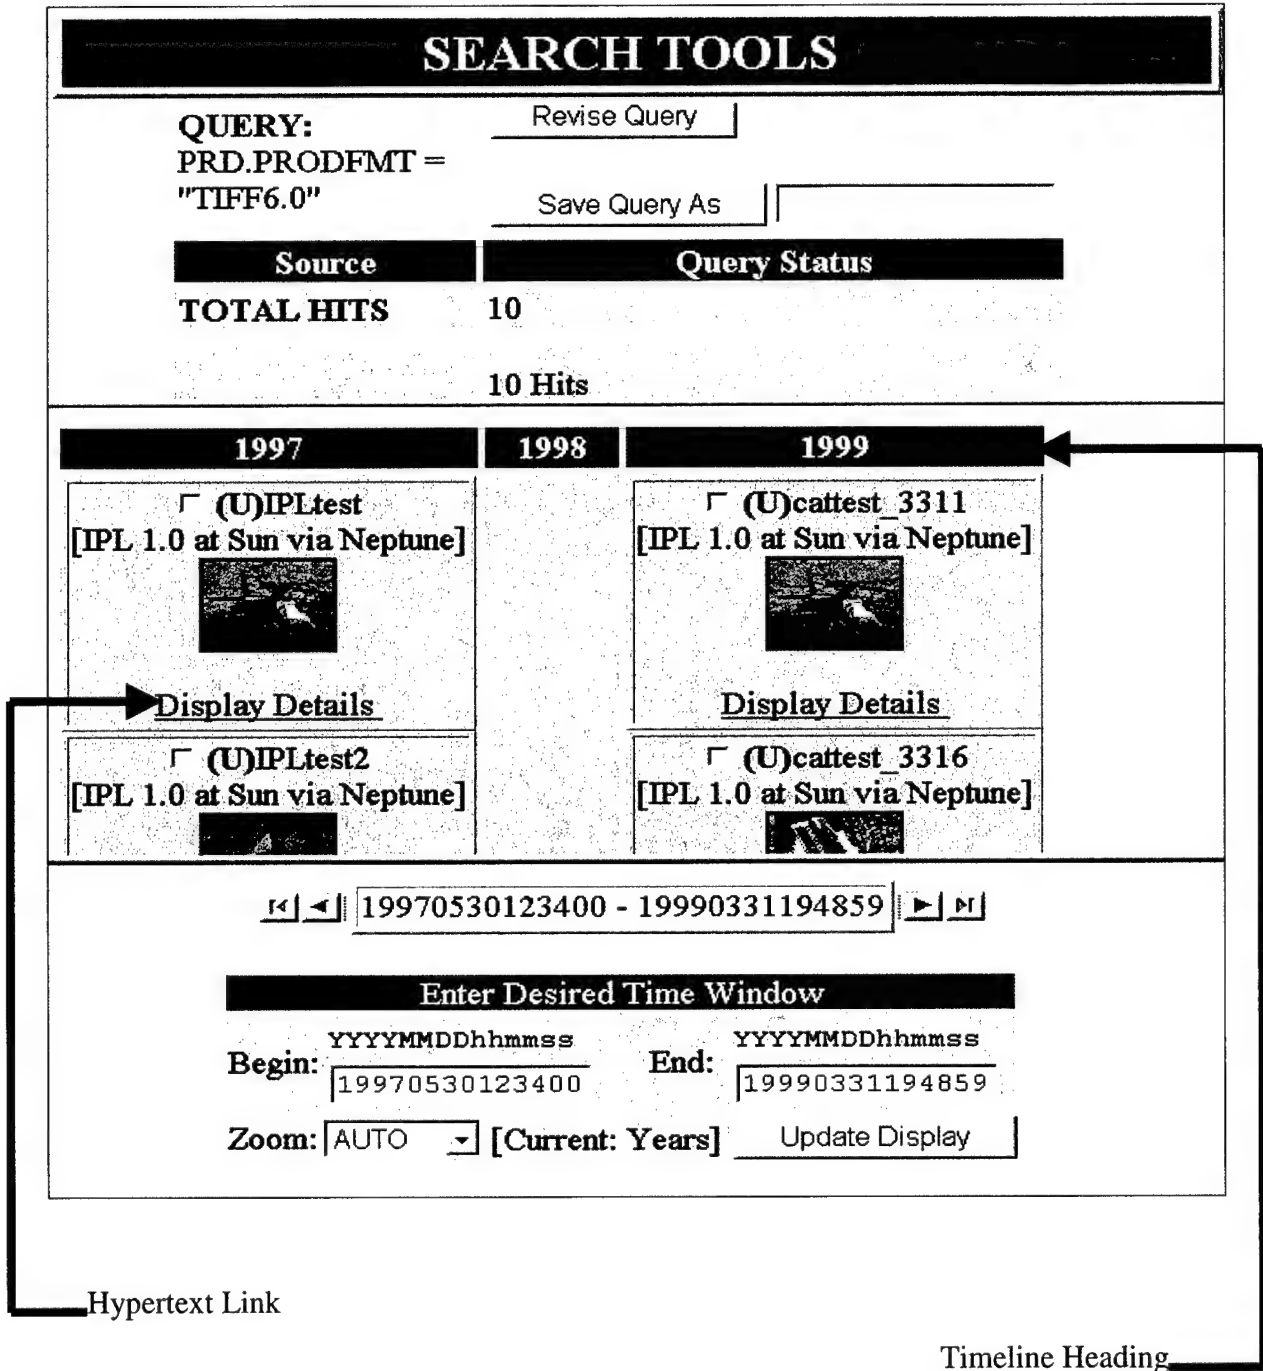 SEARCH TOOLS
QUERY:
PRD.PRODFMT =
"TIFF6.0"
Revise Query
Save Query As
Source Query Status
TOTAL HITS 10
10 Hits
1997 1998 1999
(U)IPLtest
[IPL 1.0 at Sun via Neptune]
Display Details
(U)IPLtest2
[IPL 1.0 at Sun via Neptune]
(U)cattest_3311
[IPL 1.0 at Sun via Neptune]
Display Details
(U)cattest_3316
[IPL 1.0 at Sun via Neptune]
19970530123400 - 19990331194859
Enter Desired Time Window
YYYYMMDDhhmmss YYYYMMDDhhmmss
Begin: 19970530123400 End: 19990331194859
Zoom: AUTO [Current: Years] Update Display
Hypertext Link
Timeline Heading